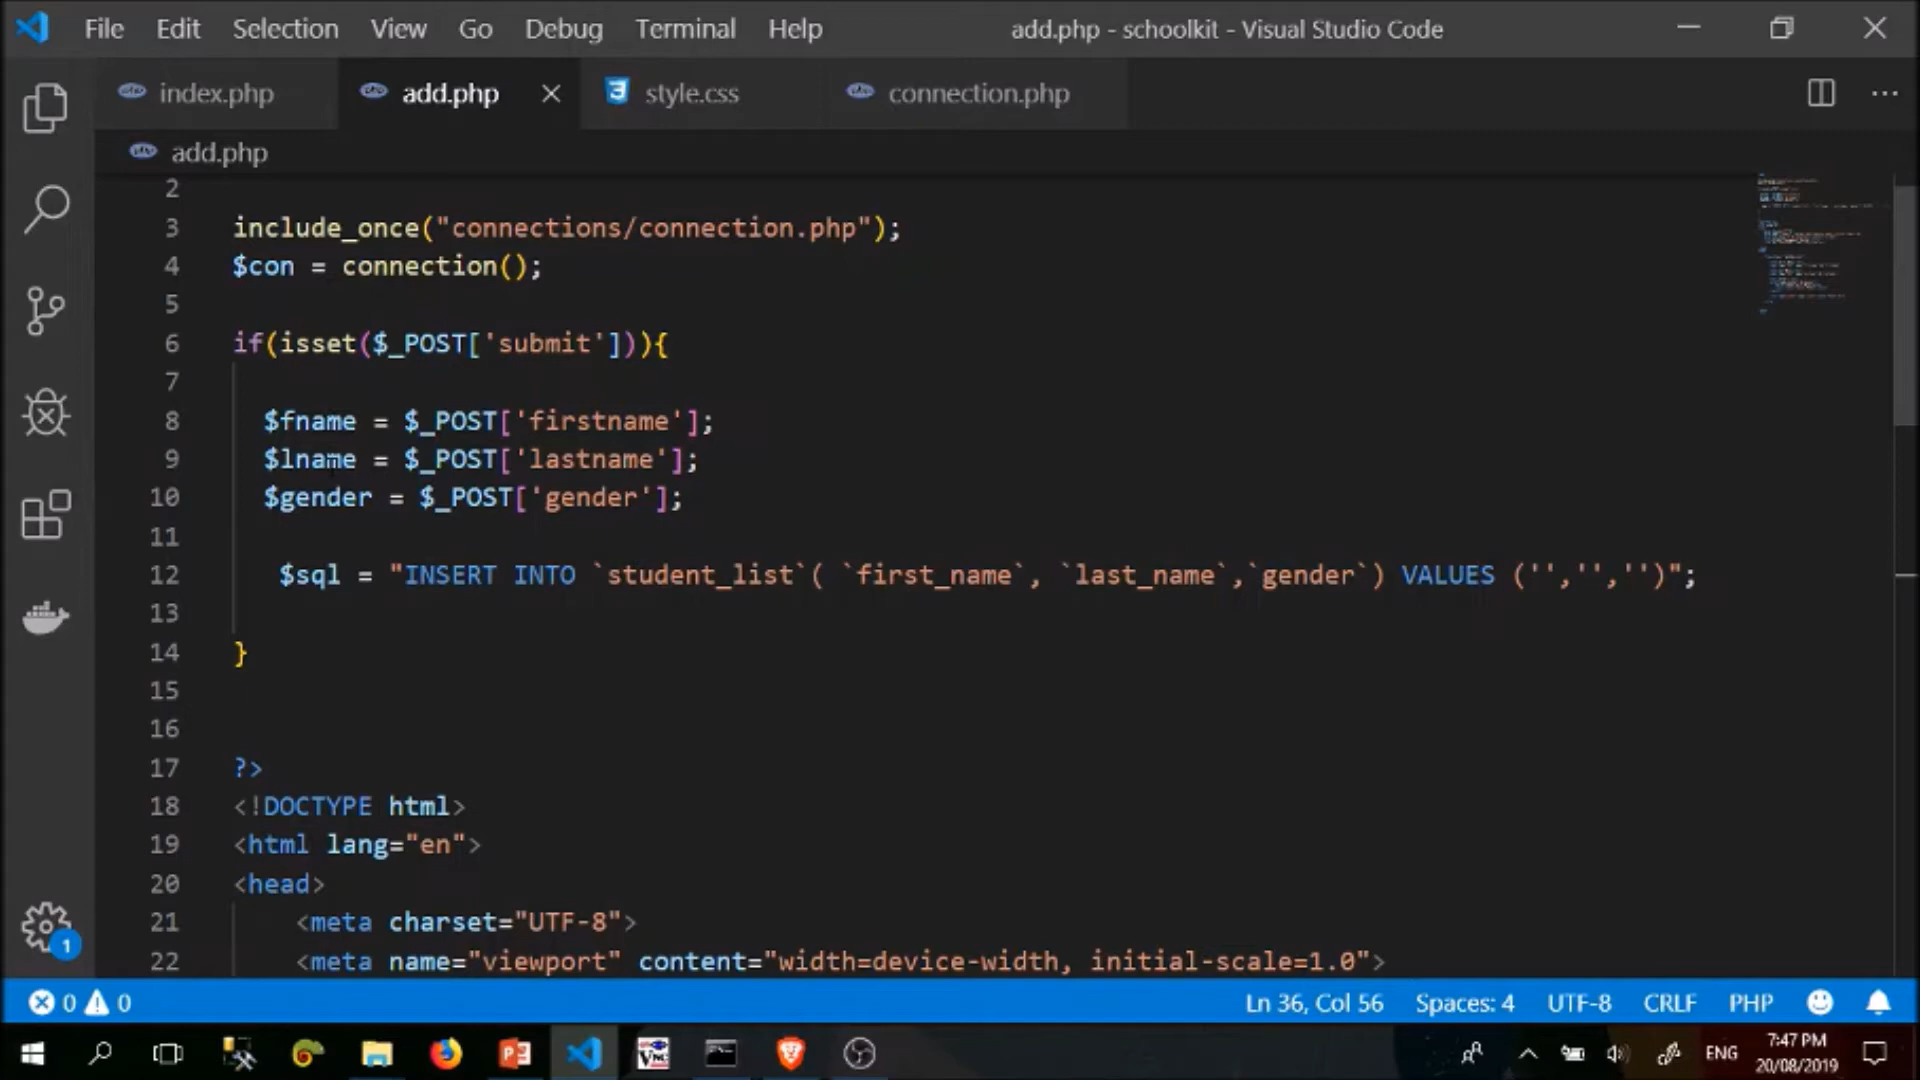 File Edit Selection View Go Debug Terminal Help add.php - schoolkit - Visual Studio Code
index.php add.php style.css connection.php
add.php
2
3 include_once("connections/connection.php");
4 $con = connection();
5
6 if(isset($_POST['submit'])){
7
8 $fname = $_POST['firstname'];
9 $lname = $_POST['lastname'];
10 $gender = $_POST['gender'];
11
12 $sql = "INSERT INTO `student_list`( `first_name`, `last_name`,`gender`) VALUES ('','','')";
13
14 }
15
16
17 ?>
18 <!DOCTYPE html>
19 <html lang="en">
20 <head>
21 <meta charset="UTF-8">
22 <meta name="viewport" content="width=device-width, initial-scale=1.0">
1
0 0 Ln 36, Col 56 Spaces: 4 UTF-8 CRLF PHP
ENG 7:47 PM
20/08/2019